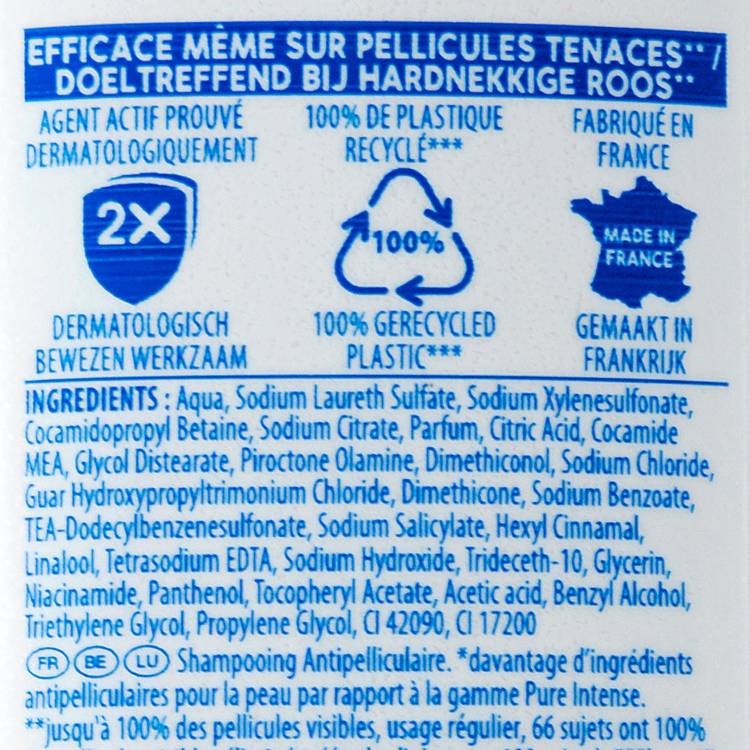 EFFICACE MÊME SUR PELLICULES TENACES** /
DOELTREFFEND BIJ HARDNEKKIGE ROOS**
AGENT ACTIF PROUVÉ
DERMATOLOGIQUEMENT
2X
DERMATOLOGISCH
BEWEZEN WERKZAAM
100% DE PLASTIQUE
RECYCLÉ***
100%
100% GERECYCLED
PLASTIC***
FABRIQUÉ EN
FRANCE
MADE IN
FRANCE
GEMAAKT IN
FRANKRIJK
INGREDIENTS : Aqua, Sodium Laureth Sulfate, Sodium Xylenesulfonate,
Cocamidopropyl Betaine, Sodium Citrate, Parfum, Citric Acid, Cocamide
MEA, Glycol Distearate, Piroctone Olamine, Dimethiconol, Sodium Chloride,
Guar Hydroxypropyltrimonium Chloride, Dimethicone, Sodium Benzoate,
TEA-Dodecylbenzenesulfonate, Sodium Salicylate, Hexyl Cinnamal,
Linalool, Tetrasodium EDTA, Sodium Hydroxide, Trideceth-10, Glycerin,
Niacinamide, Panthenol, Tocopheryl Acetate, Acetic acid, Benzyl Alcohol,
Triethylene Glycol, Propylene Glycol, CI 42090, CI 17200
FR BE LU Shampooing Antipelliculaire. *davantage d'ingrédients
antipelliculaires pour la peau par rapport à la gamme Pure Intense.
**jusqu'à 100% des pellicules visibles, usage régulier, 66 sujets ont 100%